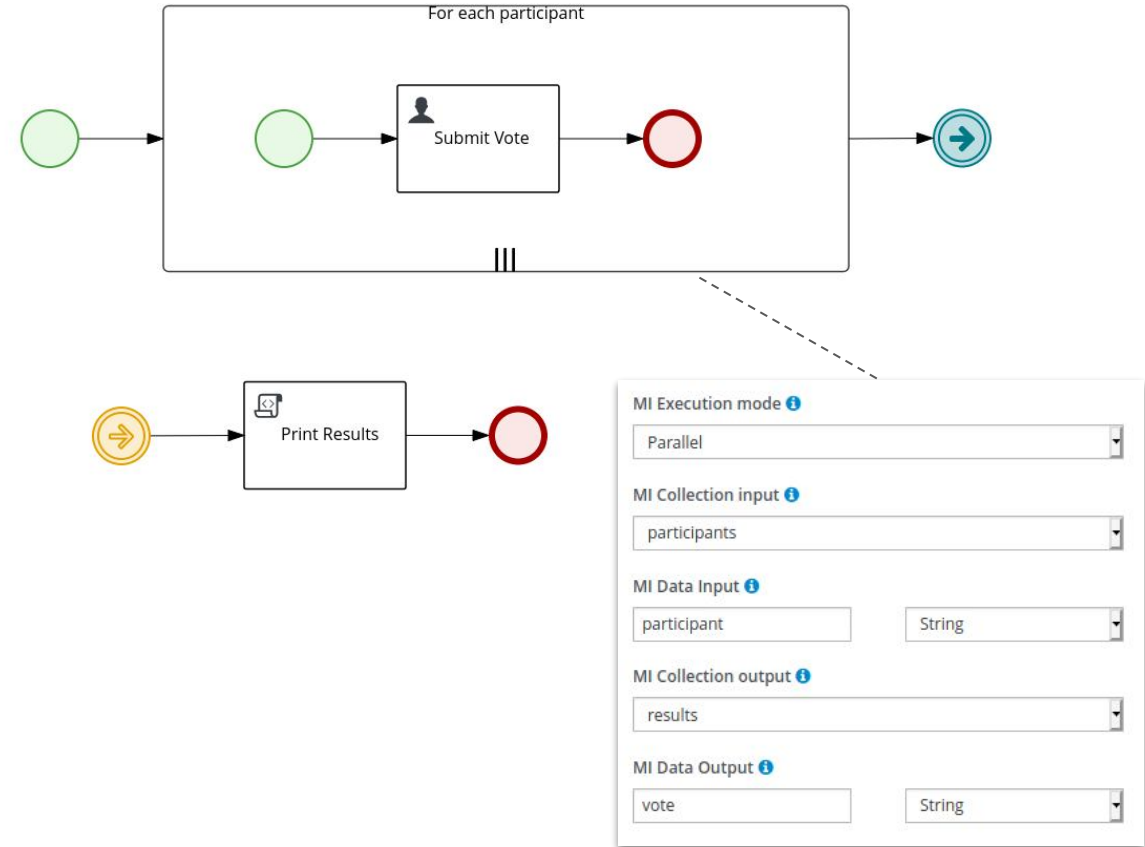 For each participant
Submit Vote
Print Results
MI Execution mode
Parallel
MI Collection input
participants
MI Data Input
participant
String
MI Collection output
results
MI Data Output
vote
String